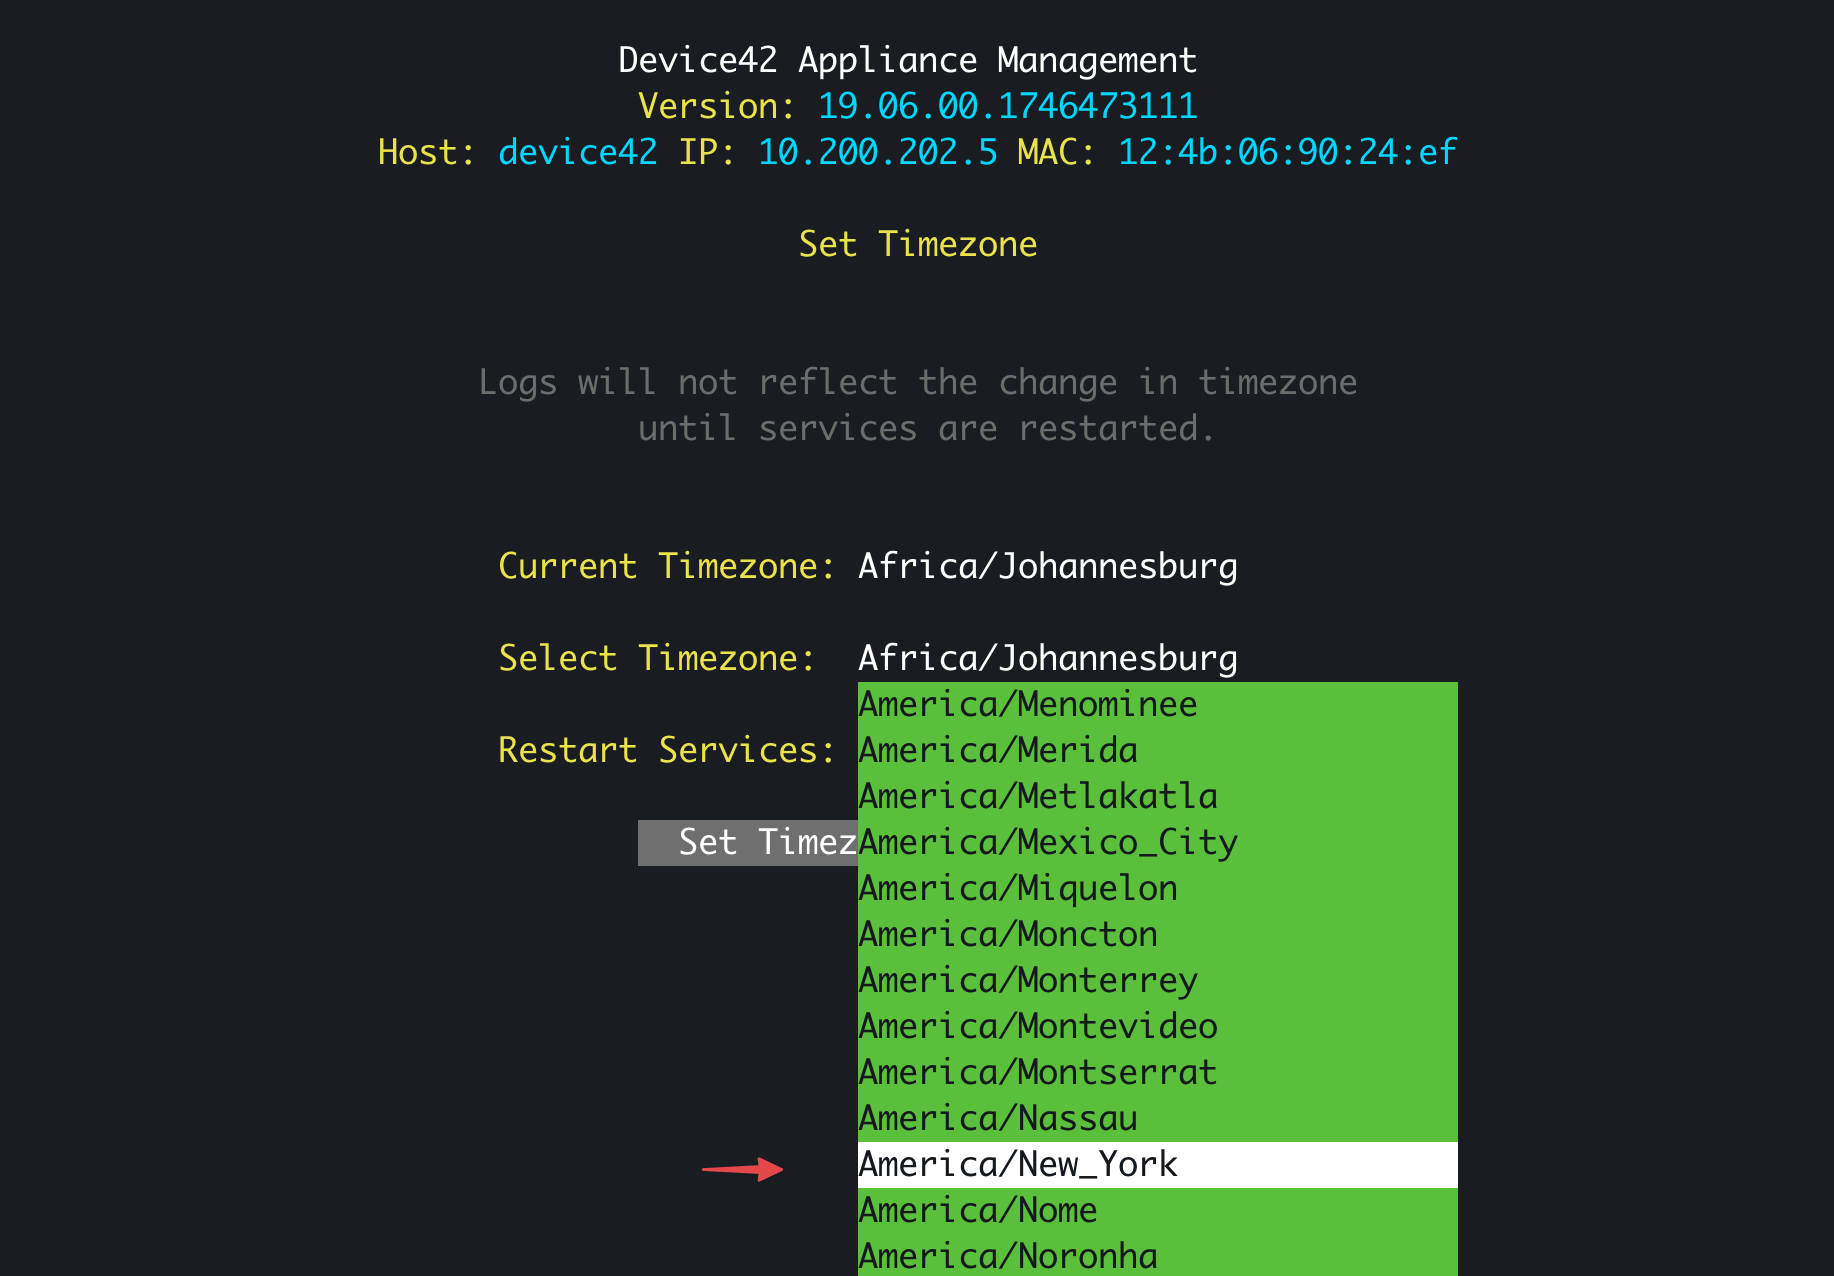 Device42 Appliance Management
Version: 19.06.00.1746473111
Host: device42 IP: 10.200.202.5 MAC: 12:4b:06:90:24:ef
Set Timezone
Logs will not reflect the change in timezone
until services are restarted.
Current Timezone: Africa/Johannesburg
Select Timezone: Africa/Johannesburg
America/Menominee
Restart Services: America/Merida
America/Metlakatla
Set Timez America/Mexico_City
America/Miquelon
America/Moncton
America/Monterrey
America/Montevideo
America/Montserrat
America/Nassau
America/New_York
America/Nome
America/Noronha